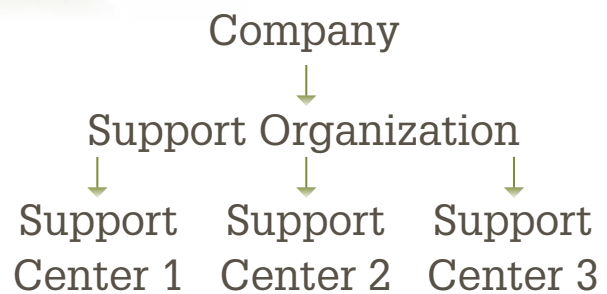 Company
Support Organization
Support Support Support
Center 1 Center 2 Center 3